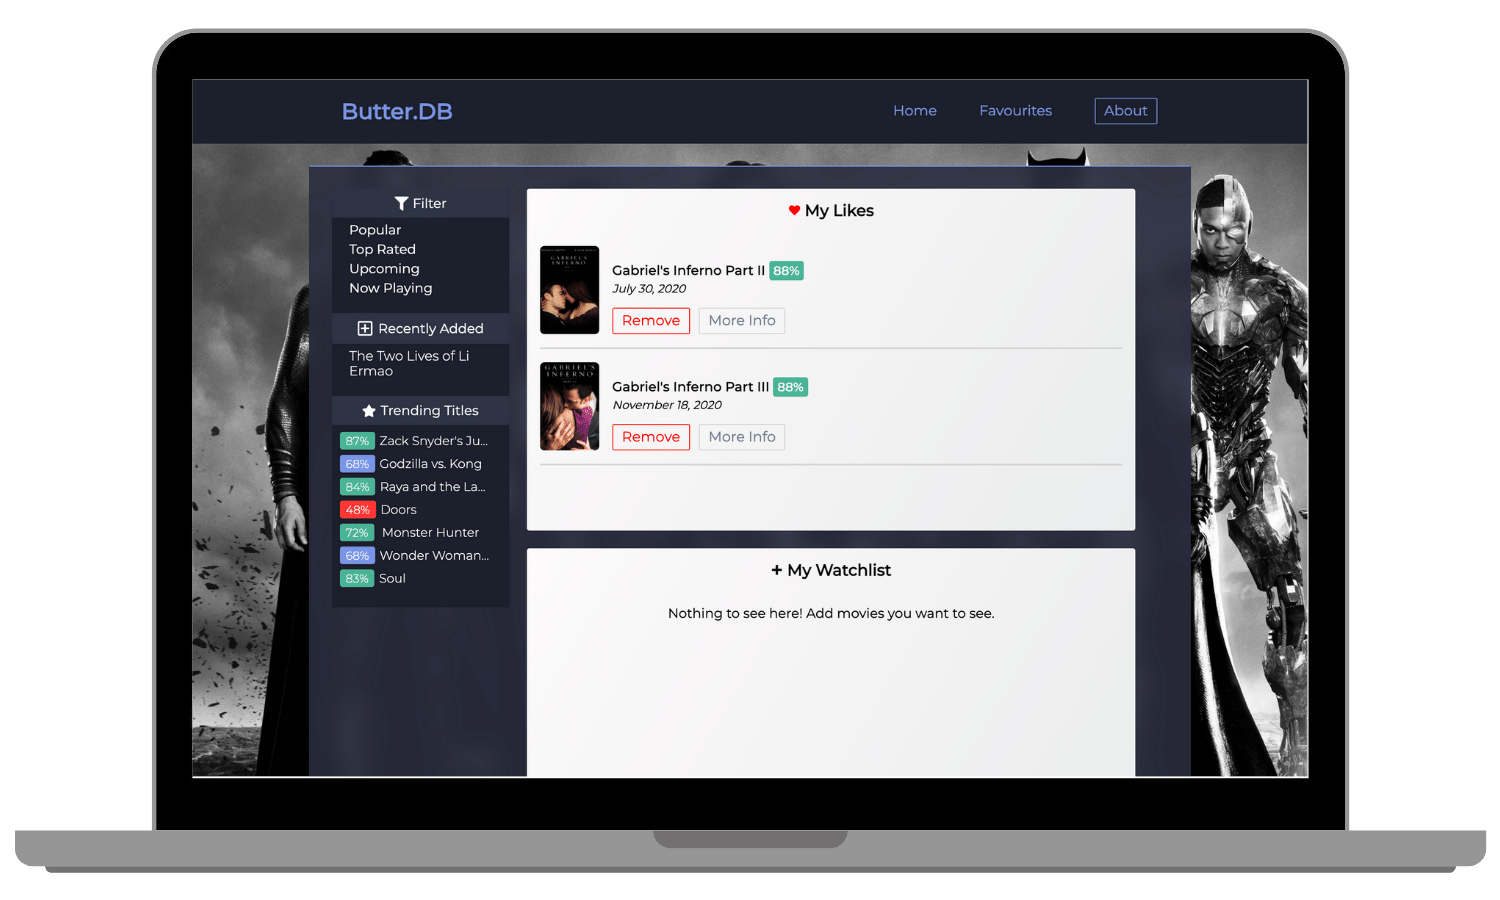 Butter.DB
Home
Favourites
About
Filter
Popular
Top Rated
Upcoming
Now Playing
Recently Added
The Two Lives of Li
Ermao
Trending Titles
87% Zack Snyder's Ju...
68% Godzilla vs. Kong
84% Raya and the La...
48% Doors
72% Monster Hunter
68% Wonder Woman...
83% Soul
My Likes
GABRIEL'S
INFERNO
Gabriel's Inferno Part II 88%
July 30, 2020
Remove
More Info
GABRIEL'S
INFERNO
Gabriel's Inferno Part III 88%
November 18, 2020
Remove
More Info
+ My Watchlist
Nothing to see here! Add movies you want to see.